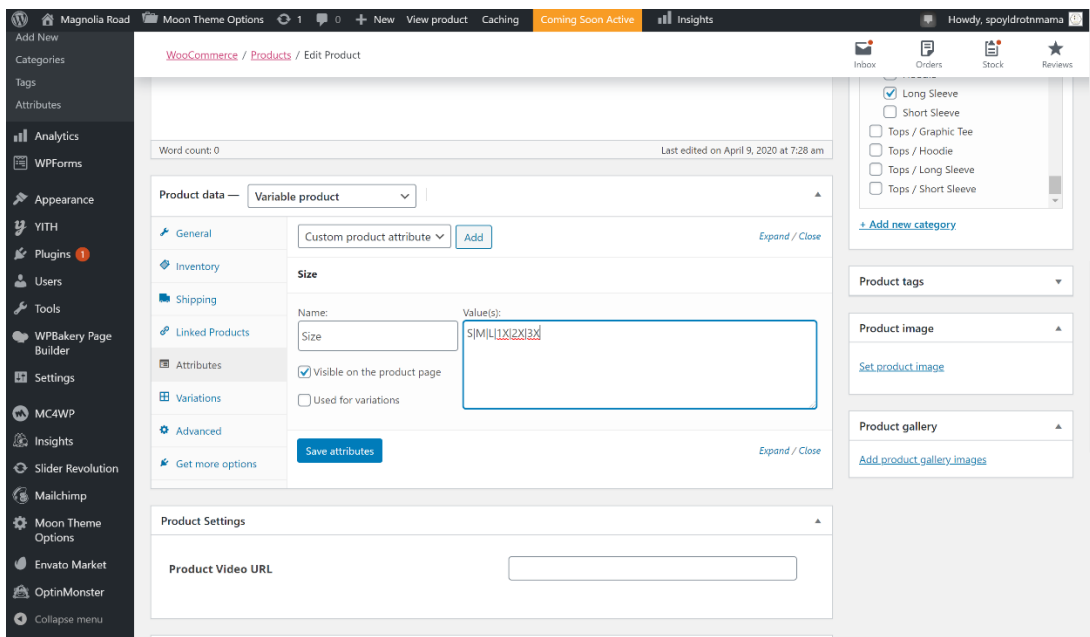 Magnolia Road Moon Theme Options 1 0 + New View product Caching Coming Soon Active Insights Howdy, spoyldrotnmama
Add New
Categories
Tags
Attributes
Analytics
WPForms
Appearance
YITH
Plugins 1
Users
Tools
WPBakery Page
Builder
Settings
MC4WP
Insights
Slider Revolution
Mailchimp
Moon Theme
Options
Envato Market
OptinMonster
Collapse menu
WooCommerce / Products / Edit Product
Inbox Orders Stock Reviews
Word count: 0 Last edited on April 9, 2020 at 7:28 am
Product data — Variable product
General
Inventory
Shipping
Linked Products
Attributes
Variations
Advanced
Get more options
Custom product attribute Add Expand / Close
Size
Name: Value(s):
Size S|M|L|1X|2X|3X
Visible on the product page
Used for variations
Save attributes Expand / Close
Product Settings
Product Video URL
Long Sleeve
Short Sleeve
Tops / Graphic Tee
Tops / Hoodie
Tops / Long Sleeve
Tops / Short Sleeve
+ Add new category
Product tags
Product image
Set product image
Product gallery
Add product gallery images